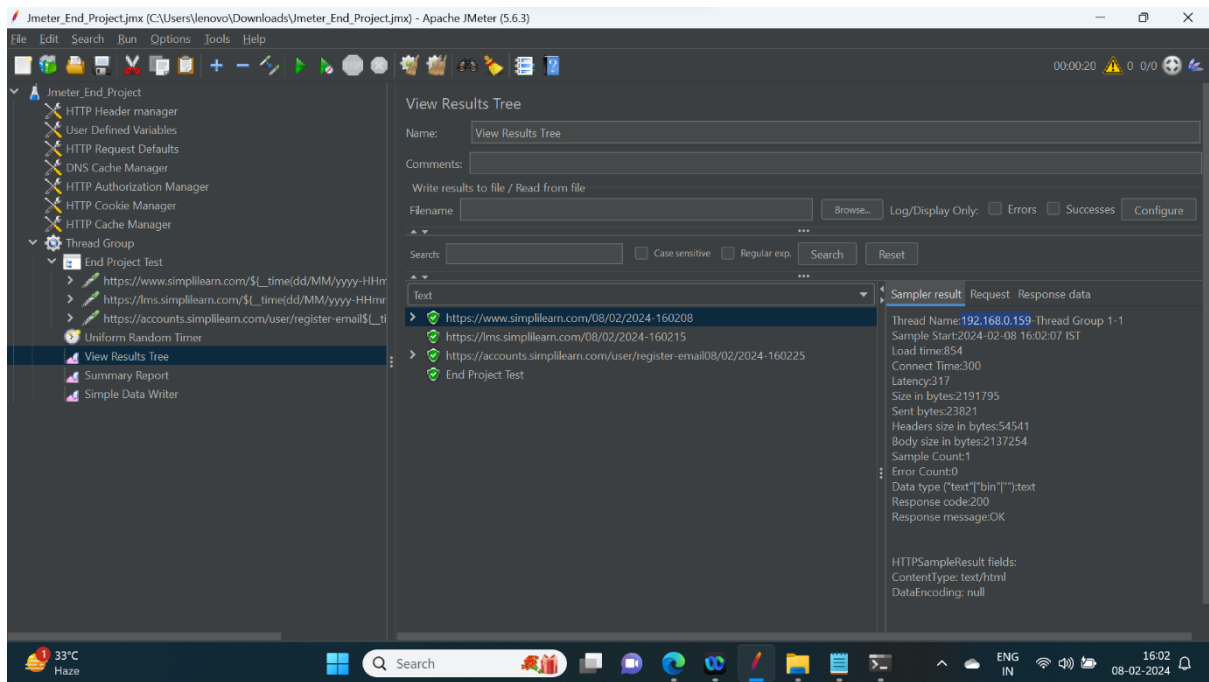 Jmeter_End_Project.jmx (C:\Users\lenovo\Downloads\Jmeter_End_Project.jmx) - Apache JMeter (5.6.3)
File Edit Search Run Options Tools Help
00:00:20 0 0/0
Jmeter_End_Project
HTTP Header manager
User Defined Variables
HTTP Request Defaults
DNS Cache Manager
HTTP Authorization Manager
HTTP Cookie Manager
HTTP Cache Manager
Thread Group
End Project Test
https://www.simplilearn.com/${_time(dd/MM/yyyy-HHm
https://lms.simplilearn.com/${_time(dd/MM/yyyy-HHmr
https://accounts.simplilearn.com/user/register-email${_ti
Uniform Random Timer
View Results Tree
Summary Report
Simple Data Writer
View Results Tree
Name: View Results Tree
Comments:
Write results to file / Read from file
Filename Browse... Log/Display Only: Errors Successes Configure
Search: Case sensitive Regular exp. Search Reset
Text
https://www.simplilearn.com/08/02/2024-160208
https://lms.simplilearn.com/08/02/2024-160215
https://accounts.simplilearn.com/user/register-email08/02/2024-160225
End Project Test
Sampler result Request Response data
Thread Name:192.168.0.159-Thread Group 1-1
Sample Start:2024-02-08 16:02:07 IST
Load time:854
Connect Time:300
Latency:317
Size in bytes:2191795
Sent bytes:23821
Headers size in bytes:54541
Body size in bytes:2137254
Sample Count:1
Error Count:0
Data type ("text"|"bin"|""):text
Response code:200
Response message:OK
HTTPSampleResult fields:
ContentType: text/html
DataEncoding: null
1
33°C
Haze
Search
ENG
IN
16:02
08-02-2024